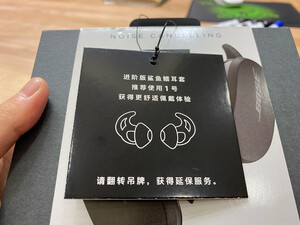 NOISE CANCELLING
进阶版鲨鱼鳍耳套
推荐使用1号
获得更舒适佩戴体验
请翻转吊牌，获得延保服务。
BOSE